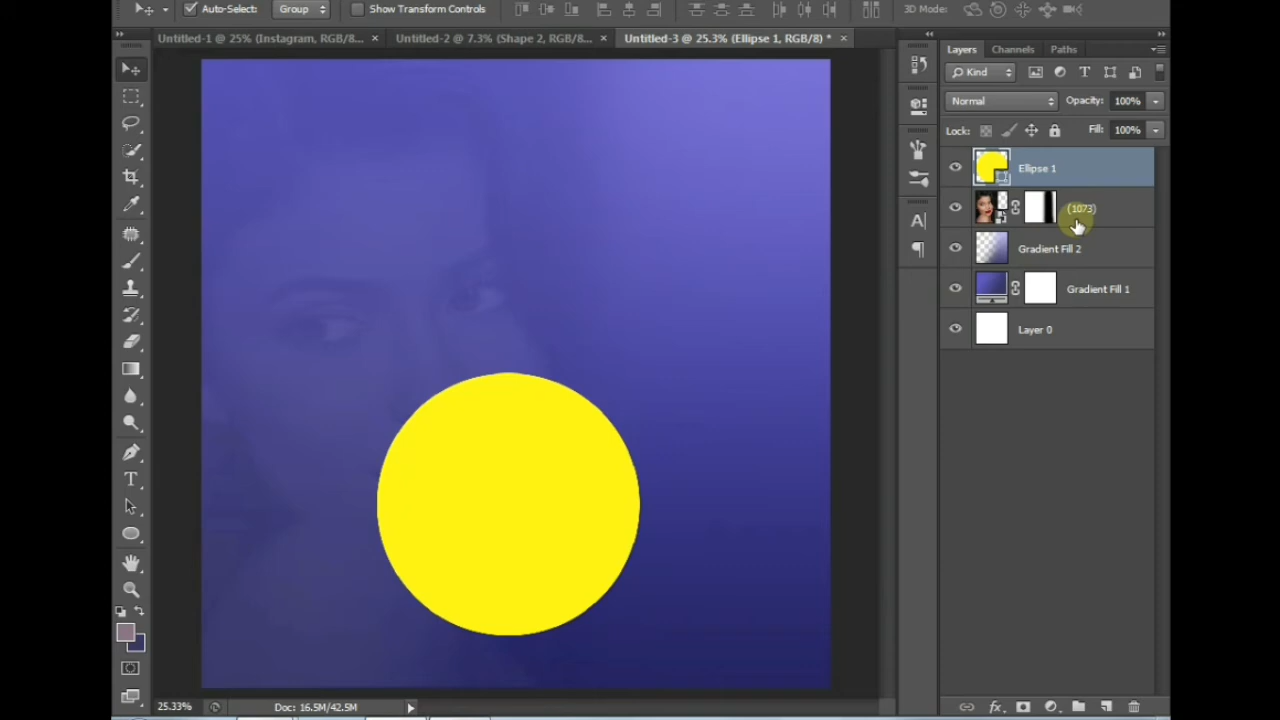 Auto-Select: Group Show Transform Controls 3D Mode:
Untitled-1 @ 25% (Instagram, RGB/8... × Untitled-2 @ 7.3% (Shape 2, RGB/8... × Untitled-3 @ 25.3% (Ellipse 1, RGB/8) * ×
Layers Channels Paths
Kind
Normal Opacity: 100%
Lock: Fill: 100%
Ellipse 1
(1073)
Gradient Fill 2
Gradient Fill 1
Layer 0
25.33% Doc: 16.5M/42.5M